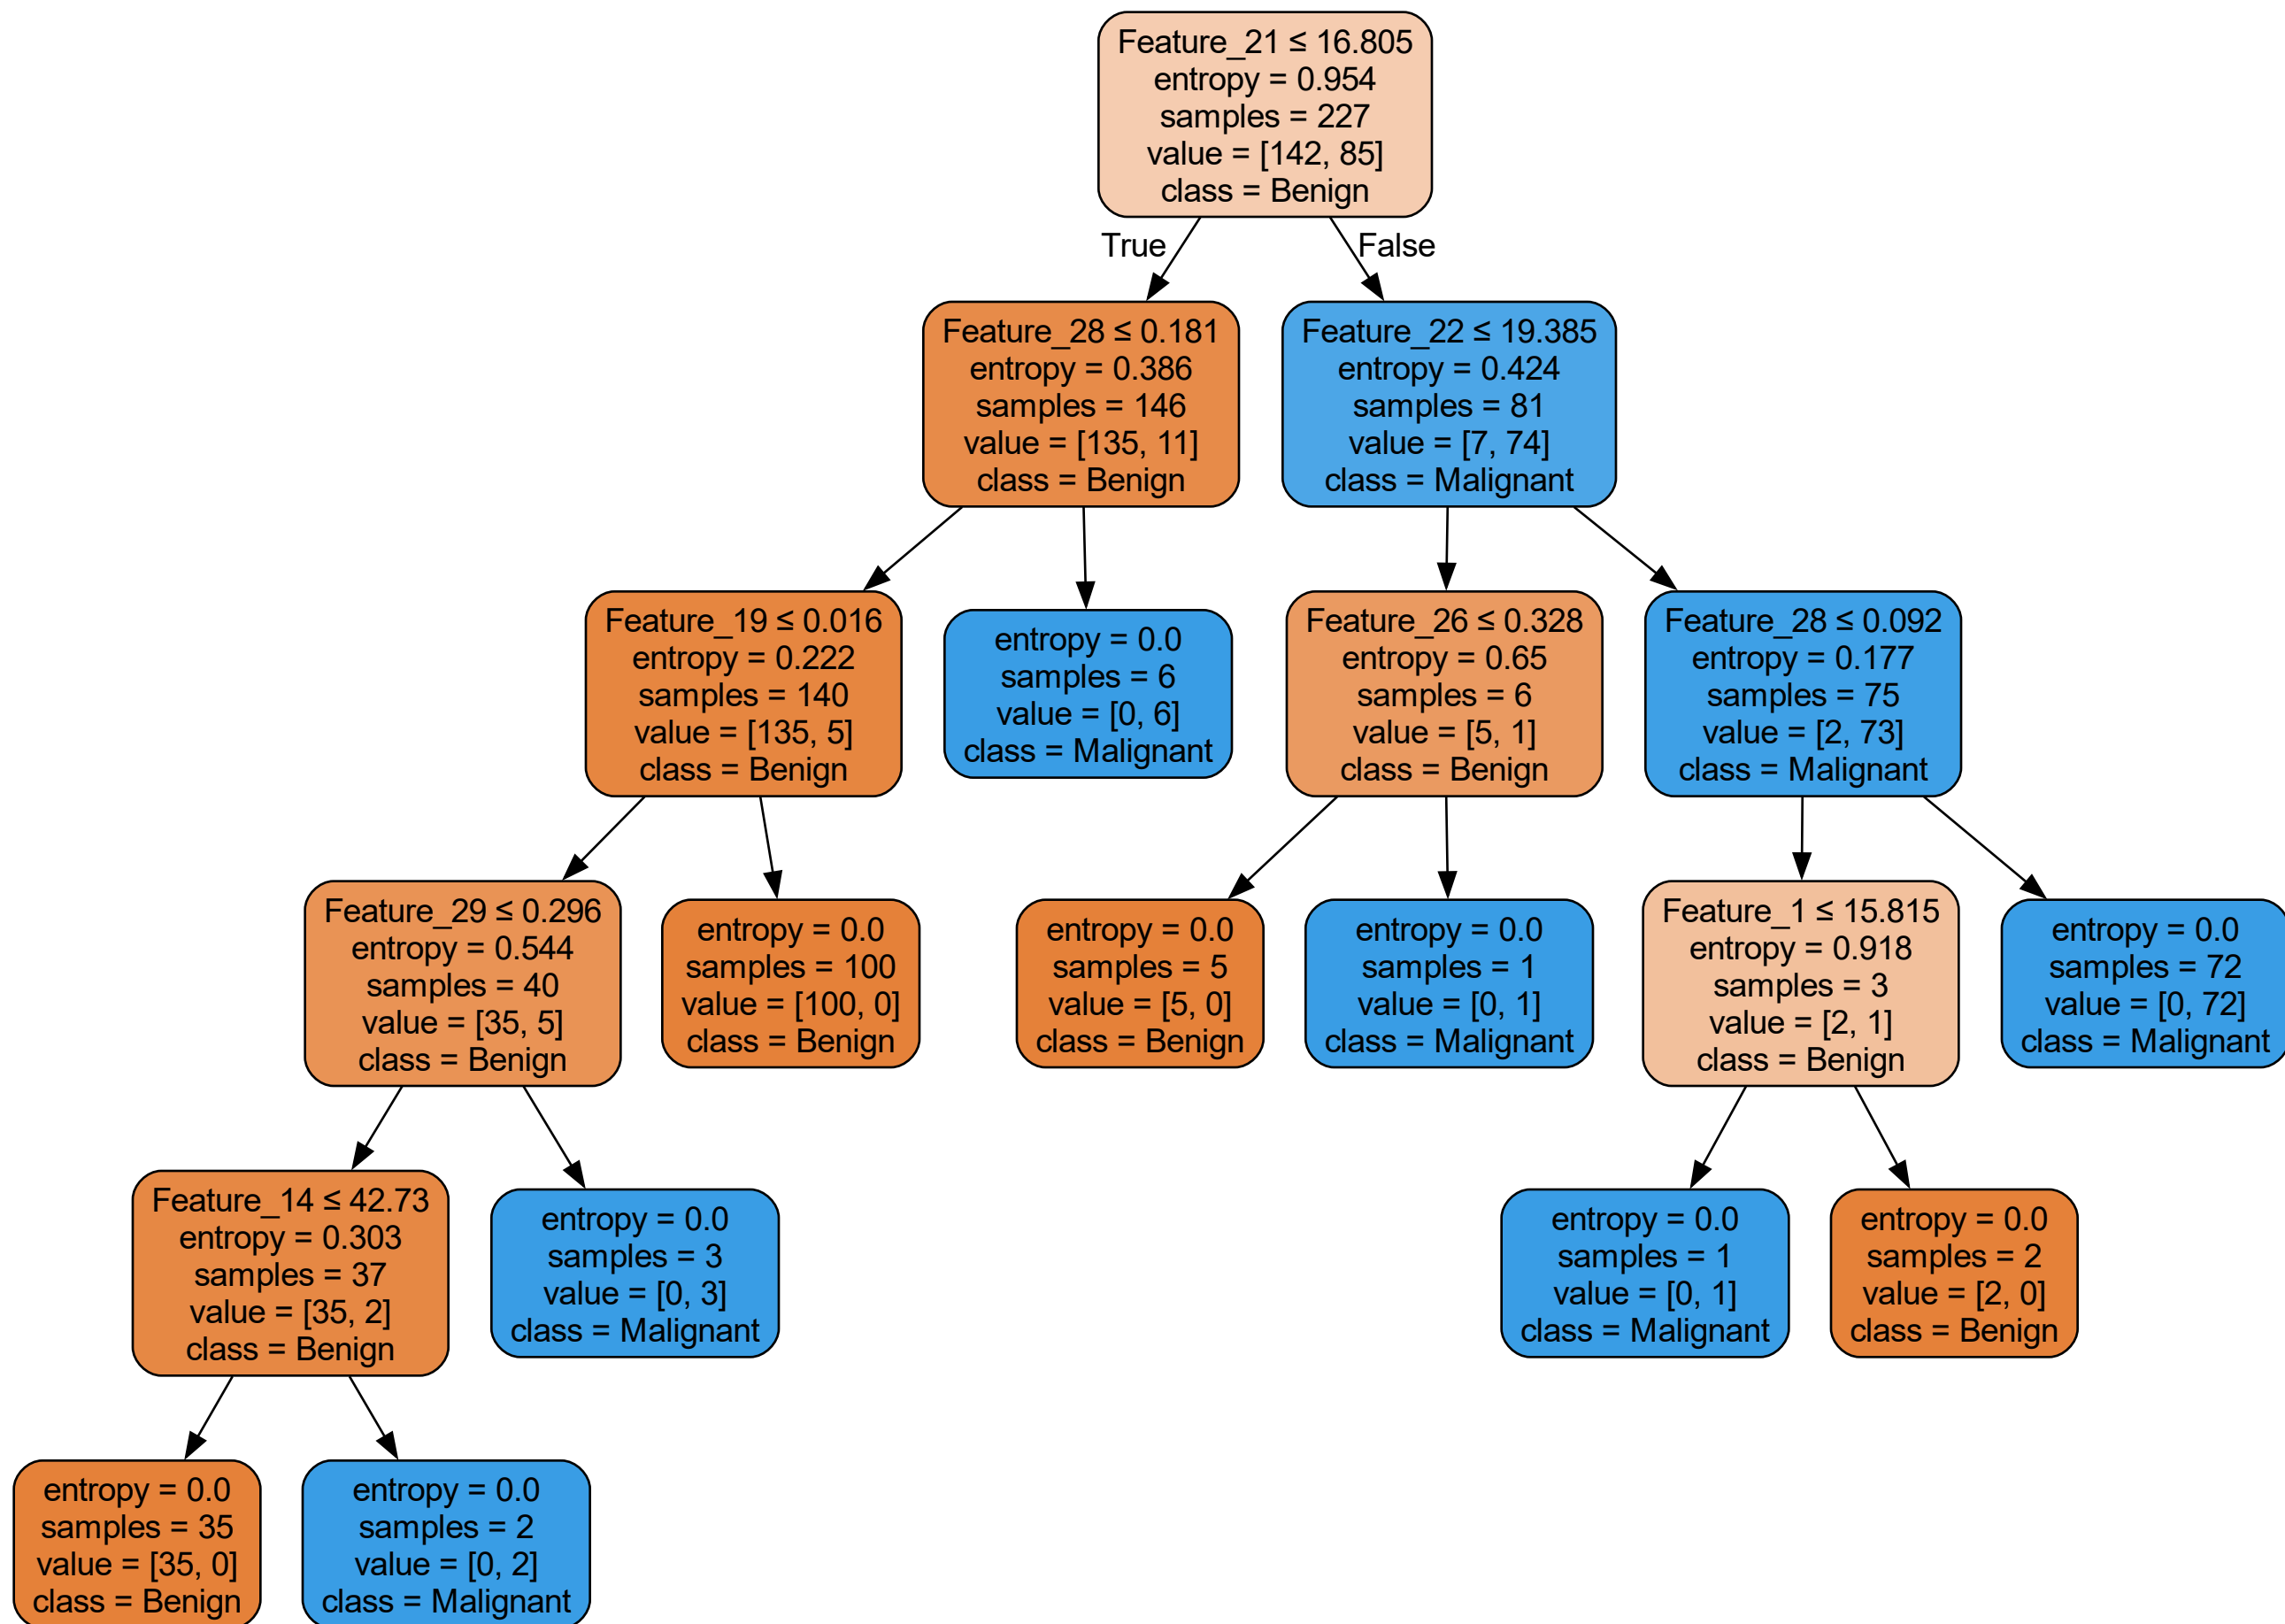 Feature_21 ≤ 16.805
entropy = 0.954
samples = 227
value = [142, 85]
class = Benign
True
False
Feature_28 ≤ 0.181
entropy = 0.386
samples = 146
value = [135, 11]
class = Benign
Feature_22 ≤ 19.385
entropy = 0.424
samples = 81
value = [7, 74]
class = Malignant
Feature_19 ≤ 0.016
entropy = 0.222
samples = 140
value = [135, 5]
class = Benign
entropy = 0.0
samples = 6
value = [0, 6]
class = Malignant
Feature_26 ≤ 0.328
entropy = 0.65
samples = 6
value = [5, 1]
class = Benign
Feature_28 ≤ 0.092
entropy = 0.177
samples = 75
value = [2, 73]
class = Malignant
Feature_29 ≤ 0.296
entropy = 0.544
samples = 40
value = [35, 5]
class = Benign
entropy = 0.0
samples = 100
value = [100, 0]
class = Benign
entropy = 0.0
samples = 5
value = [5, 0]
class = Benign
entropy = 0.0
samples = 1
value = [0, 1]
class = Malignant
Feature_1 ≤ 15.815
entropy = 0.918
samples = 3
value = [2, 1]
class = Benign
entropy = 0.0
samples = 72
value = [0, 72]
class = Malignant
Feature_14 ≤ 42.73
entropy = 0.303
samples = 37
value = [35, 2]
class = Benign
entropy = 0.0
samples = 3
value = [0, 3]
class = Malignant
entropy = 0.0
samples = 1
value = [0, 1]
class = Malignant
entropy = 0.0
samples = 2
value = [2, 0]
class = Benign
entropy = 0.0
samples = 35
value = [35, 0]
class = Benign
entropy = 0.0
samples = 2
value = [0, 2]
class = Malignant